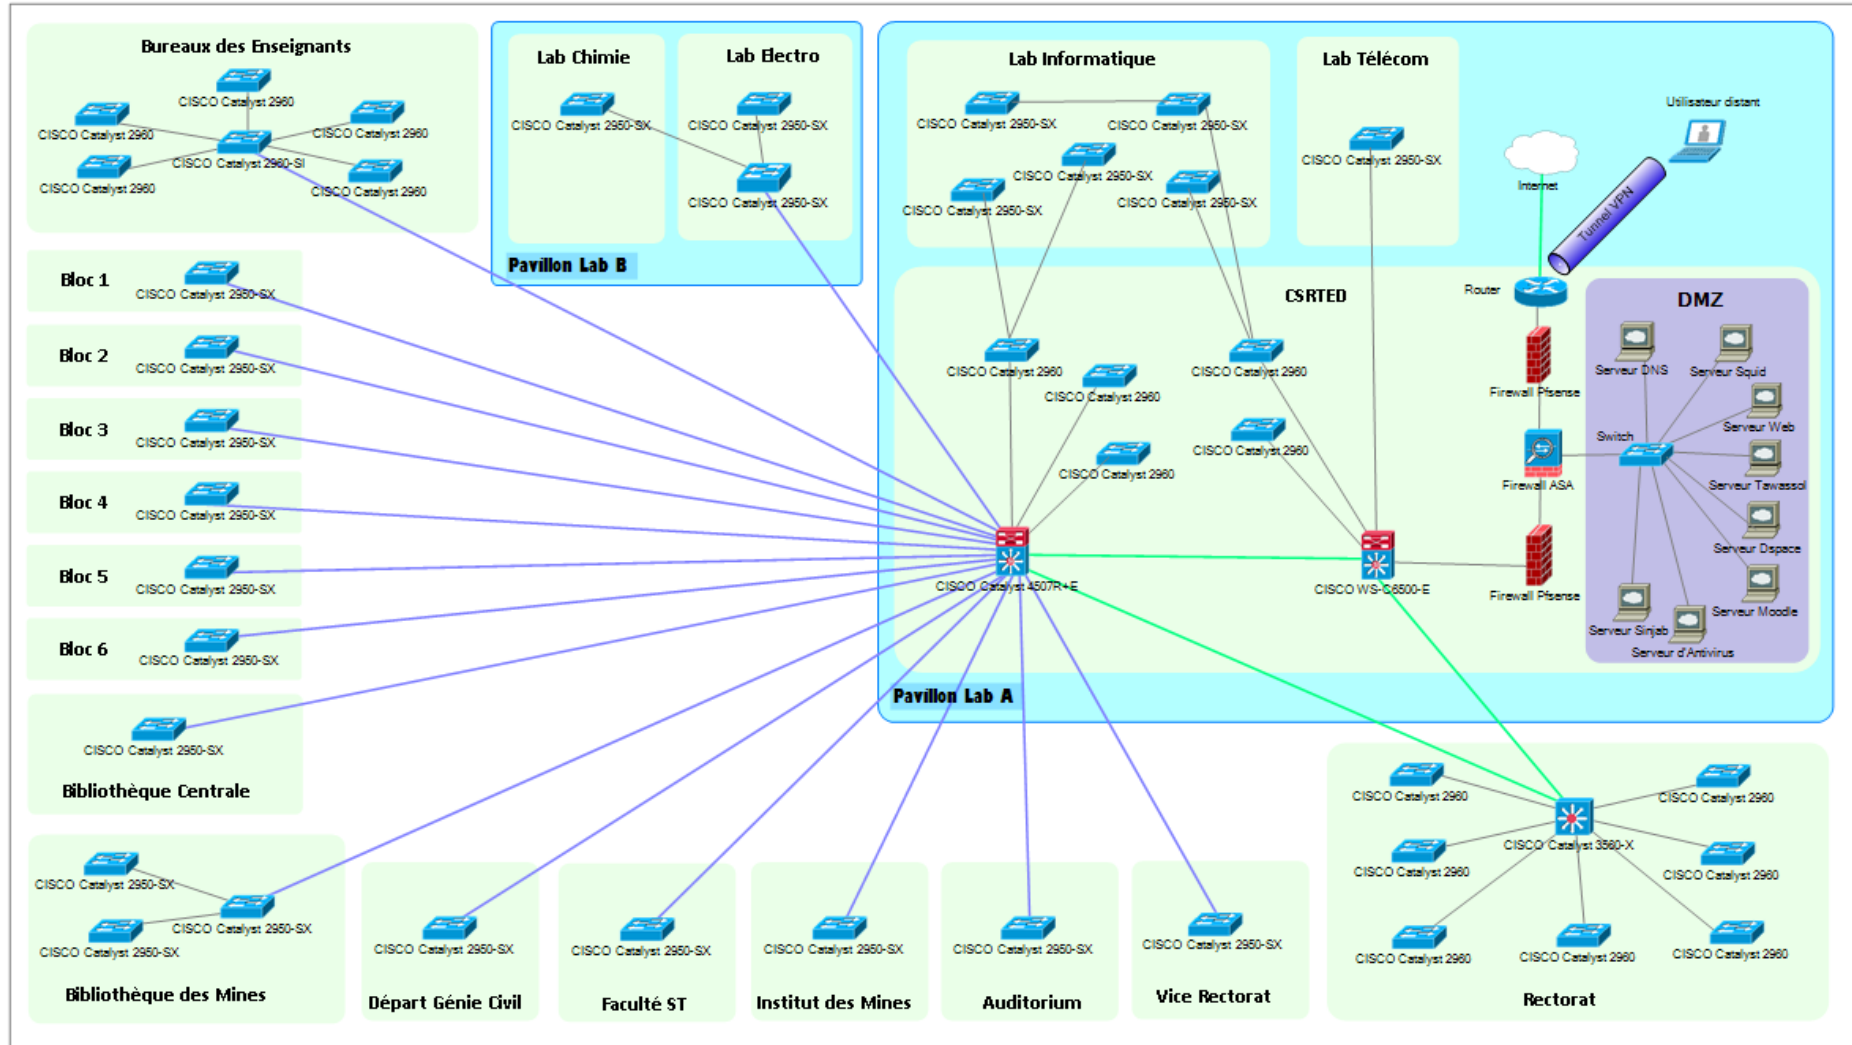 Bureaux des Enseignants
CISCO Catalyst 2960
CISCO Catalyst 2960
CISCO Catalyst 2960
CISCO Catalyst 2960-SI
CISCO Catalyst 2960
CISCO Catalyst 2960
Lab Chimie
CISCO Catalyst 2950-SX
Lab Electro
CISCO Catalyst 2950-SX
CISCO Catalyst 2950-SX
Pavillon Lab B
Lab Informatique
CISCO Catalyst 2950-SX
CISCO Catalyst 2950-SX
CISCO Catalyst 2950-SX
CISCO Catalyst 2950-SX
CISCO Catalyst 2950-SX
Lab Télécom
CISCO Catalyst 2950-SX
Utilisateur distant
Internet
Tunnel VPN
Bloc 1
CISCO Catalyst 2950-SX
Bloc 2
CISCO Catalyst 2950-SX
Bloc 3
CISCO Catalyst 2950-SX
Bloc 4
CISCO Catalyst 2950-SX
Bloc 5
CISCO Catalyst 2950-SX
Bloc 6
CISCO Catalyst 2950-SX
CSRTED
Router
CISCO Catalyst 2960
CISCO Catalyst 2960
CISCO Catalyst 2960
CISCO Catalyst 2960
CISCO Catalyst 2960
Firewall Pfsense
Firewall ASA
Firewall Pfsense
CISCO Catalyst 4507R+E
CISCO WS-C6500-E
DMZ
Serveur DNS
Serveur Squid
Serveur Web
Switch
Serveur Tawassol
Serveur Dspace
Serveur Moodle
Serveur Sinjab
Serveur d'Antivirus
Pavillon Lab A
CISCO Catalyst 2950-SX
Bibliothèque Centrale
CISCO Catalyst 2950-SX
CISCO Catalyst 2950-SX
CISCO Catalyst 2950-SX
Bibliothèque des Mines
CISCO Catalyst 2950-SX
Départ Génie Civil
CISCO Catalyst 2950-SX
Faculté ST
CISCO Catalyst 2950-SX
Institut des Mines
CISCO Catalyst 2950-SX
Auditorium
CISCO Catalyst 2950-SX
Vice Rectorat
CISCO Catalyst 2960
CISCO Catalyst 2960
CISCO Catalyst 3560-X
CISCO Catalyst 2960
CISCO Catalyst 2960
CISCO Catalyst 2960
CISCO Catalyst 2960
CISCO Catalyst 2960
Rectorat